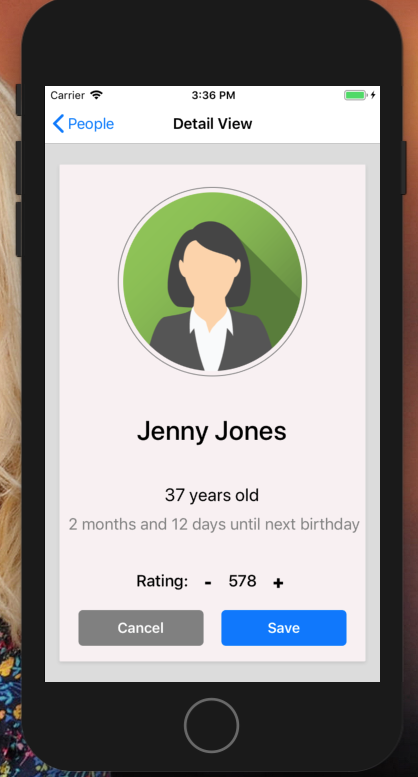 Carrier 3:36 PM
People Detail View
Jenny Jones
37 years old
2 months and 12 days until next birthday
Rating: - 578 +
Cancel Save